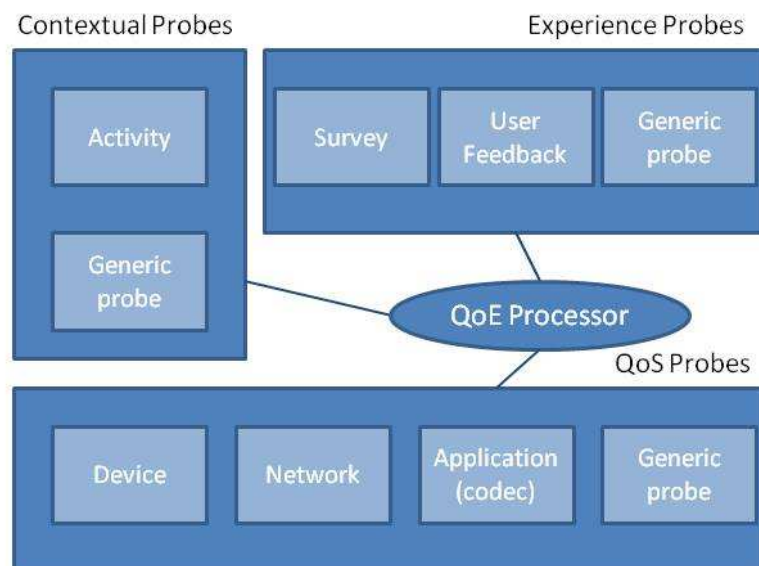 Contextual Probes
Activity
Generic
probe
Experience Probes
Survey
User
Feedback
Generic
probe
QoE Processor
QoS Probes
Device
Network
Application
(codec)
Generic
probe